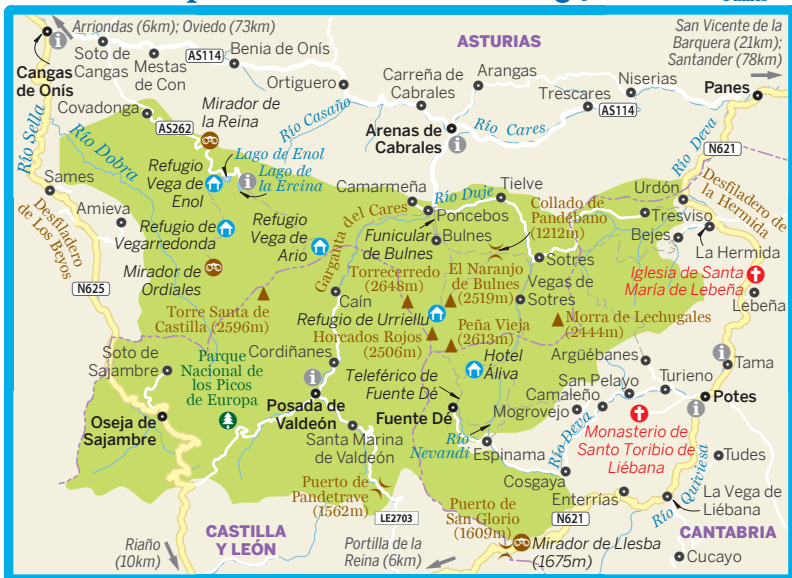 Arriondas (6km); Oviedo (73km)
San Vicente de la
Barquera (21km);
Santander (78km)
ASTURIAS
Cangas
de Onís
Soto de
Cangas
Mestas
de Con
AS114
Benia de Onís
Ortiguero
Carreña de
Cabrales
Arangas
Trescares
Niserias
AS114
Panes
Covadonga
AS262
Mirador de
la Reina
Río Casaño
Arenas de
Cabrales
Río Cares
Río Deva
N621
Río Sella
Río Dobra
Lago de Enol
Lago de
la Ercina
Refugio
Vega de
Enol
Sames
Amieva
Desfiladero
de Los Beyos
Refugio de
Vegarredonda
Refugio
Vega de
Ario
Mirador de
Ordiales
Camarmeña
Garganta del Cares
Río Duje
Poncebos
Tielve
Funicular
de Bulnes
Bulnes
Collado de
Pandébano
(1212m)
Urdón
Tresviso
Bejes
Desfiladero de
la Hermida
La Hermida
Sotres
Vegas de
Sotres
Iglesia de Santa
María de Lebeña
Lebeña
N625
Torre Santa de
Castilla (2596m)
Caín
Torrecerredo
(2648m)
El Naranjo
de Bulnes
(2519m)
Refugio de Urriellu
Horcados Rojos
(2506m)
Peña Vieja
(2613m)
Morra de Lechugales
(2444m)
Soto de
Sajambre
Parque
Nacional de
los Picos
de Europa
Cordiñanes
Teleférico de
Fuente Dé
Hotel
Áliva
Argüébanes
Tama
Turieno
San Pelayo
Camaleño
Mogrovejo
Potes
Oseja de
Sajambre
Posada de
Valdeón
Fuente Dé
Santa Marina
de Valdeón
Río
Nevandi
Espinama
Río Deva
Monasterio de
Santo Toribio de
Liébana
Tudes
Cosgaya
Río Quiviesa
Puerto de
Pandetrave
(1562m)
Enterrías
La Vega de
Liébana
LE2703
Puerto de
San Glorio
(1609m)
N621
CASTILLA
Y LEÓN
CANTABRIA
Riaño
(10km)
Portilla de la
Reina (6km)
Mirador de Llesba
(1675m)
Cucayo